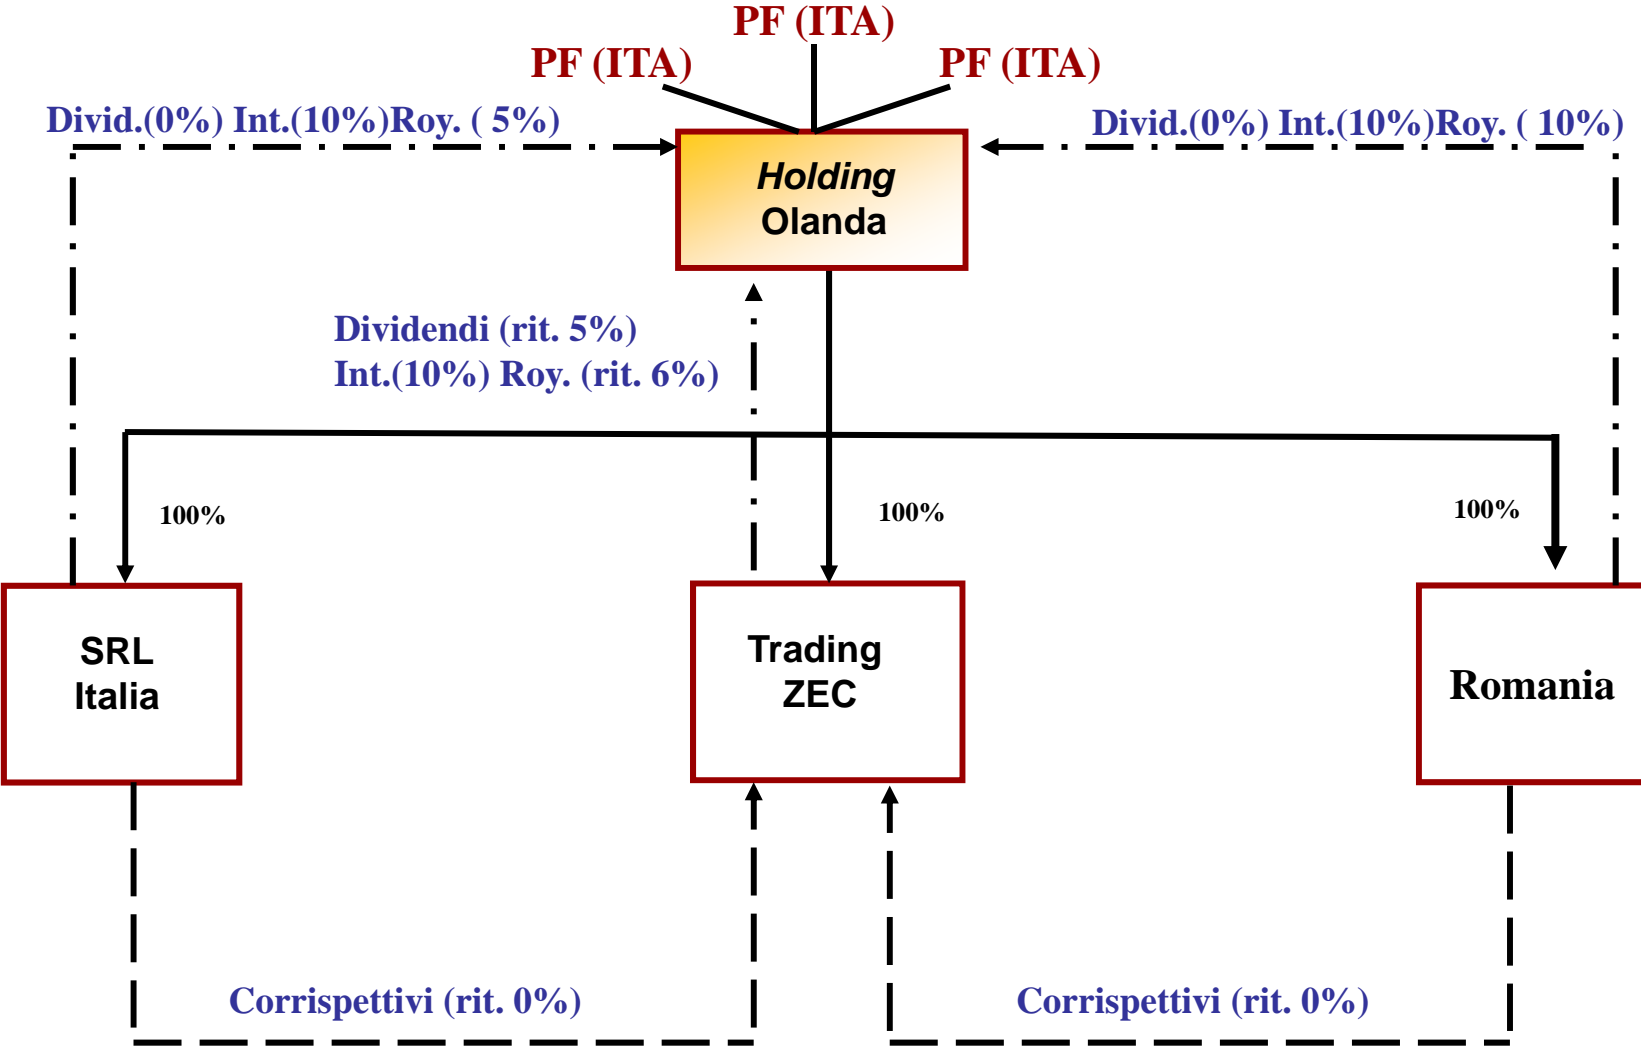 PF (ITA)
PF (ITA)
PF (ITA)
Divid.(0%) Int.(10%)Roy. ( 5%)
Divid.(0%) Int.(10%)Roy. ( 10%)
Holding
Olanda
Dividendi (rit. 5%)
Int.(10%) Roy. (rit. 6%)
100%
100%
100%
SRL
Italia
Trading
ZEC
Romania
Corrispettivi (rit. 0%)
Corrispettivi (rit. 0%)